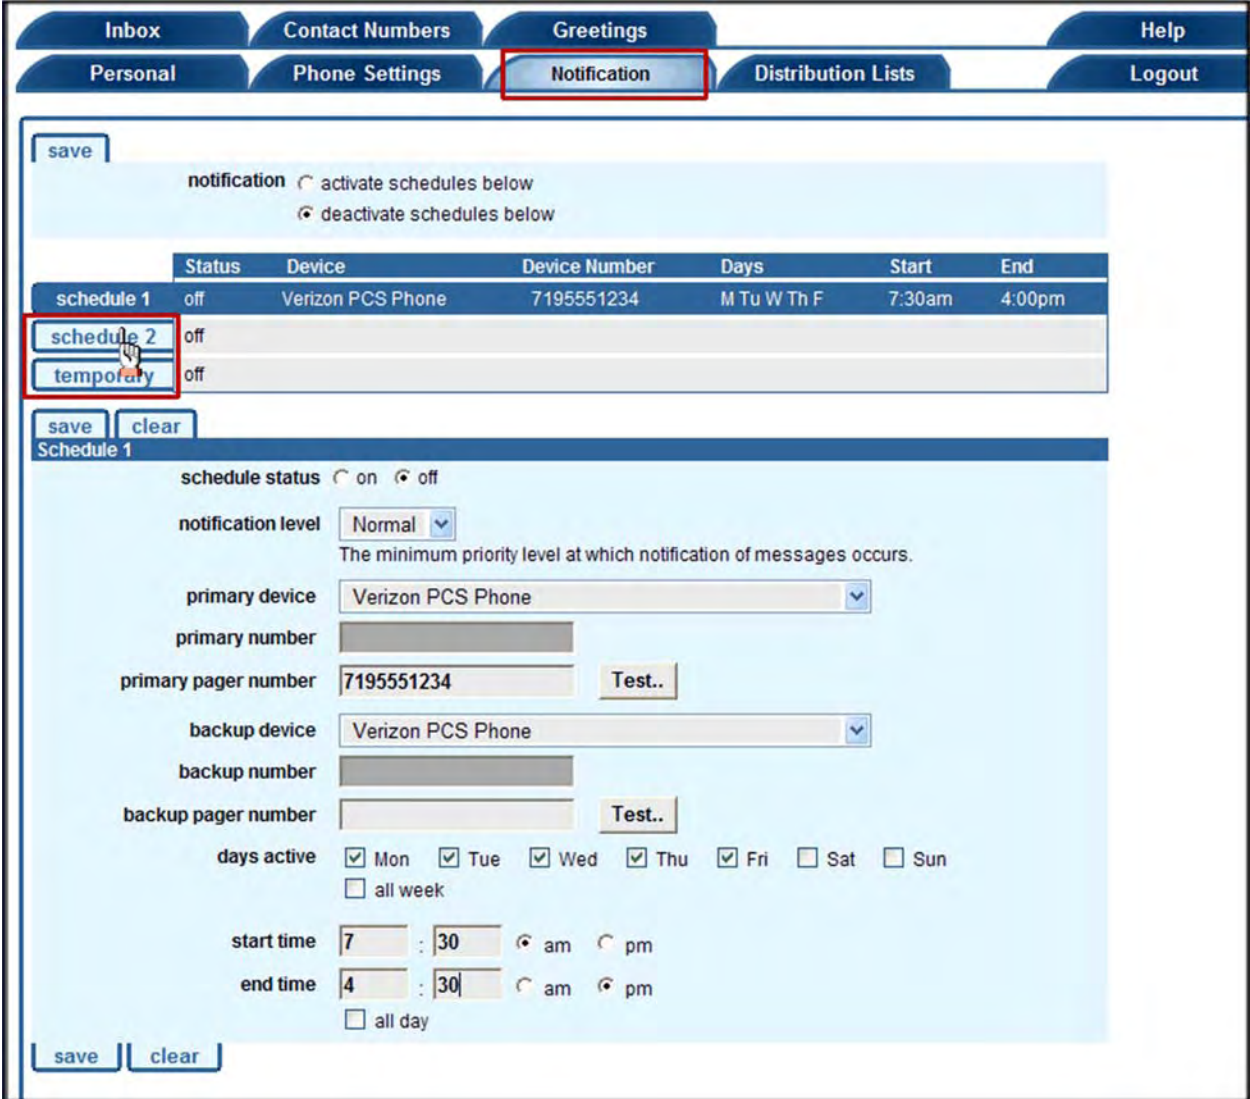 Inbox Contact Numbers Greetings Help
Personal Phone Settings Notification Distribution Lists Logout
save
notification activate schedules below
deactivate schedules below
Status Device Device Number Days Start End
schedule 1 off Verizon PCS Phone 7195551234 M Tu W Th F 7:30am 4:00pm
schedule 2 off
temporary off
save clear
Schedule 1
schedule status on off
notification level Normal
The minimum priority level at which notification of messages occurs.
primary device Verizon PCS Phone
primary number
primary pager number 7195551234 Test..
backup device Verizon PCS Phone
backup number
backup pager number Test..
days active Mon Tue Wed Thu Fri Sat Sun
all week
start time 7 : 30 am pm
end time 4 : 30 am pm
all day
save clear